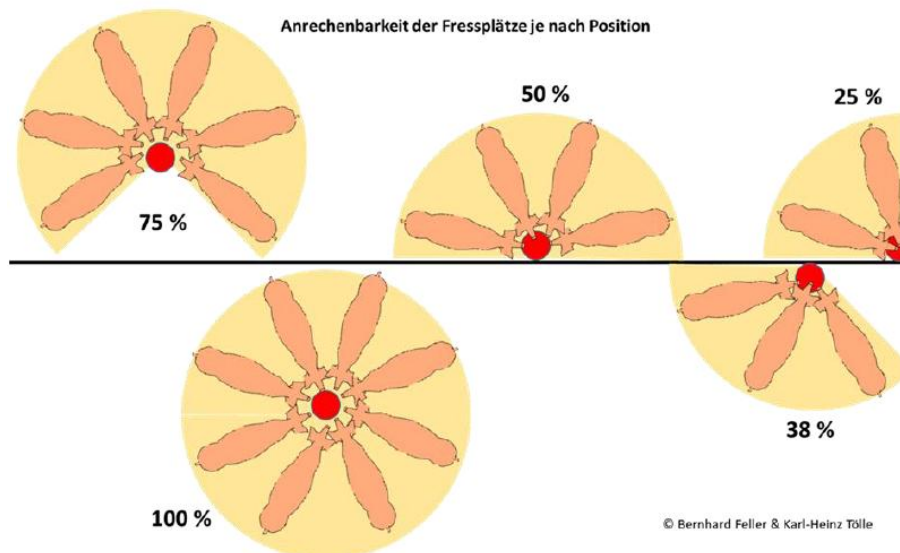 Anrechenbarkeit der Fressplätze je nach Position
50 %
25 %
75 %
38 %
100 %
© Bernhard Feller & Karl-Heinz Tölle